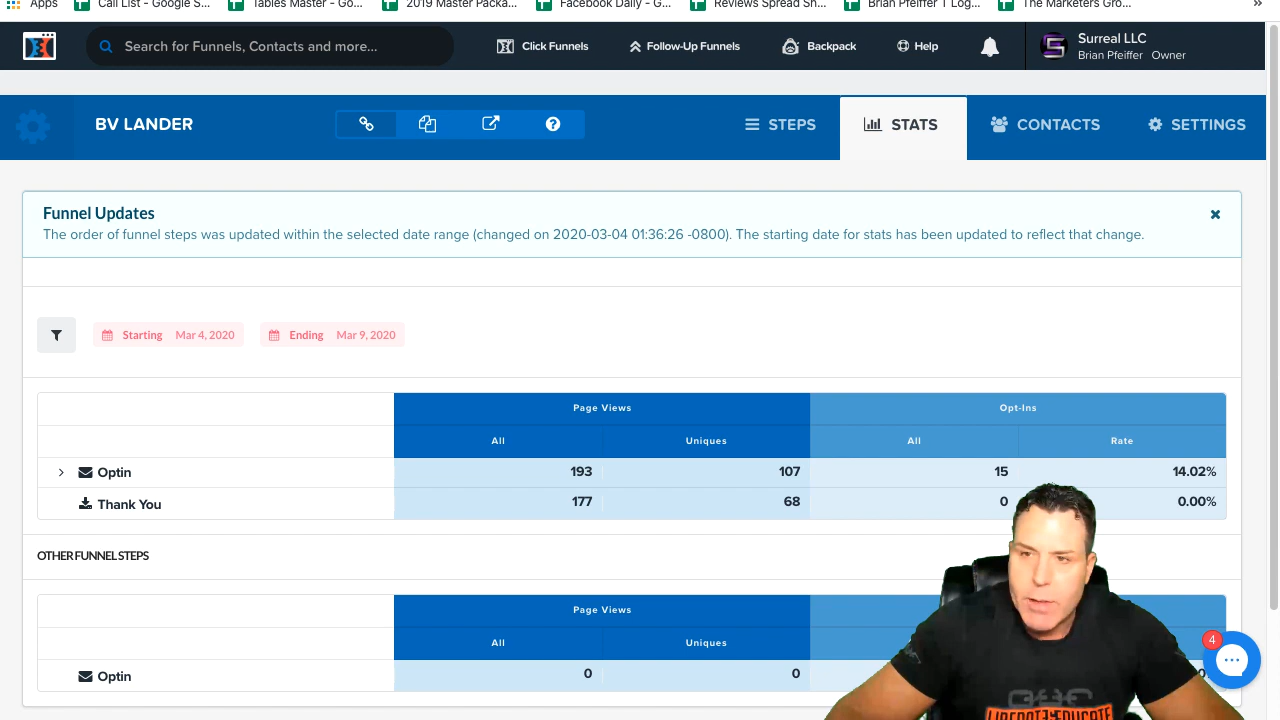 Apps Call List - Google S... Tables Master - Go... 2019 Master Packa... Facebook Daily - G... Reviews Spread Sh... Brian Pfeiffer 1 Log... The Marketers Gro... »
Search for Funnels, Contacts and more... Click Funnels Follow-Up Funnels Backpack Help Surreal LLC
Brian Pfeiffer Owner
BV LANDER STEPS STATS CONTACTS SETTINGS
Funnel Updates
The order of funnel steps was updated within the selected date range (changed on 2020-03-04 01:36:26 -0800). The starting date for stats has been updated to reflect that change.
Starting Mar 4, 2020 Ending Mar 9, 2020
Page Views Opt-Ins
All Uniques All Rate
Optin 193 107 15 14.02%
Thank You 177 68 0 0.00%
OTHER FUNNEL STEPS
Page Views
All Uniques
4
Optin 0 0